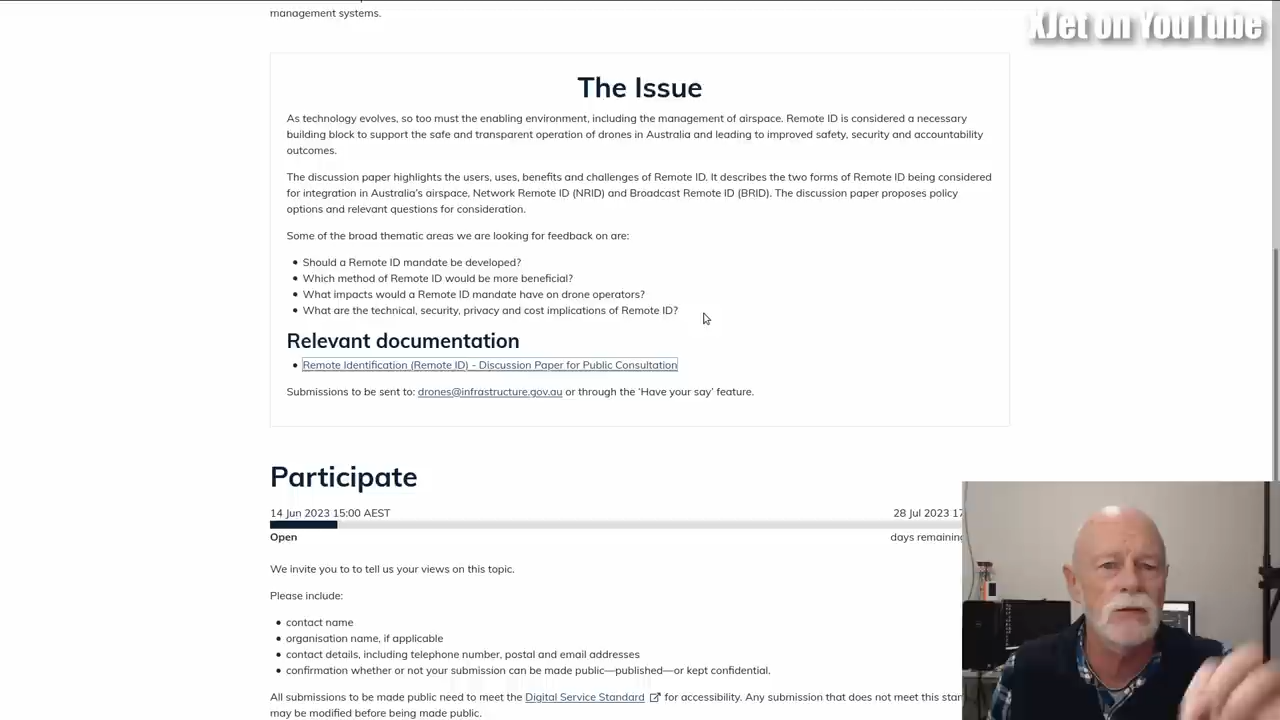 management systems.
XJet on YouTube
The Issue
As technology evolves, so too must the enabling environment, including the management of airspace. Remote ID is considered a necessary
building block to support the safe and transparent operation of drones in Australia and leading to improved safety, security and accountability
outcomes.
The discussion paper highlights the users, uses, benefits and challenges of Remote ID. It describes the two forms of Remote ID being considered
for integration in Australia's airspace, Network Remote ID (NRID) and Broadcast Remote ID (BRID). The discussion paper proposes policy
options and relevant questions for consideration.
Some of the broad thematic areas we are looking for feedback on are:
• Should a Remote ID mandate be developed?
• Which method of Remote ID would be more beneficial?
• What impacts would a Remote ID mandate have on drone operators?
• What are the technical, security, privacy and cost implications of Remote ID?
Relevant documentation
• Remote Identification (Remote ID) - Discussion Paper for Public Consultation
Submissions to be sent to: drones@infrastructure.gov.au or through the 'Have your say' feature.
Participate
14 Jun 2023 15:00 AEST
28 Jul 2023 17
Open
days remaining
We invite you to to tell us your views on this topic.
Please include:
• contact name
• organisation name, if applicable
• contact details, including telephone number, postal and email addresses
• confirmation whether or not your submission can be made public—published—or kept confidential.
All submissions to be made public need to meet the Digital Service Standard for accessibility. Any submission that does not meet this
may be modified before being made public.